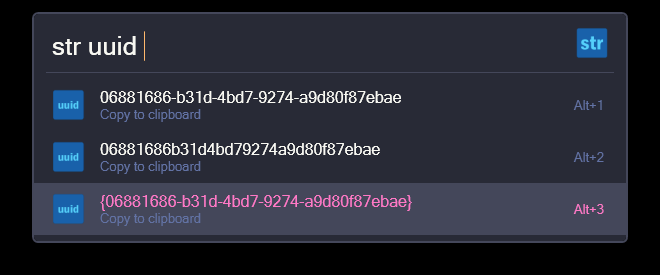 str uuid
str
uuid
06881686-b31d-4bd7-9274-a9d80f87ebae
Copy to clipboard
Alt+1
uuid
06881686b31d4bd79274a9d80f87ebae
Copy to clipboard
Alt+2
uuid
{06881686-b31d-4bd7-9274-a9d80f87ebae}
Copy to clipboard
Alt+3